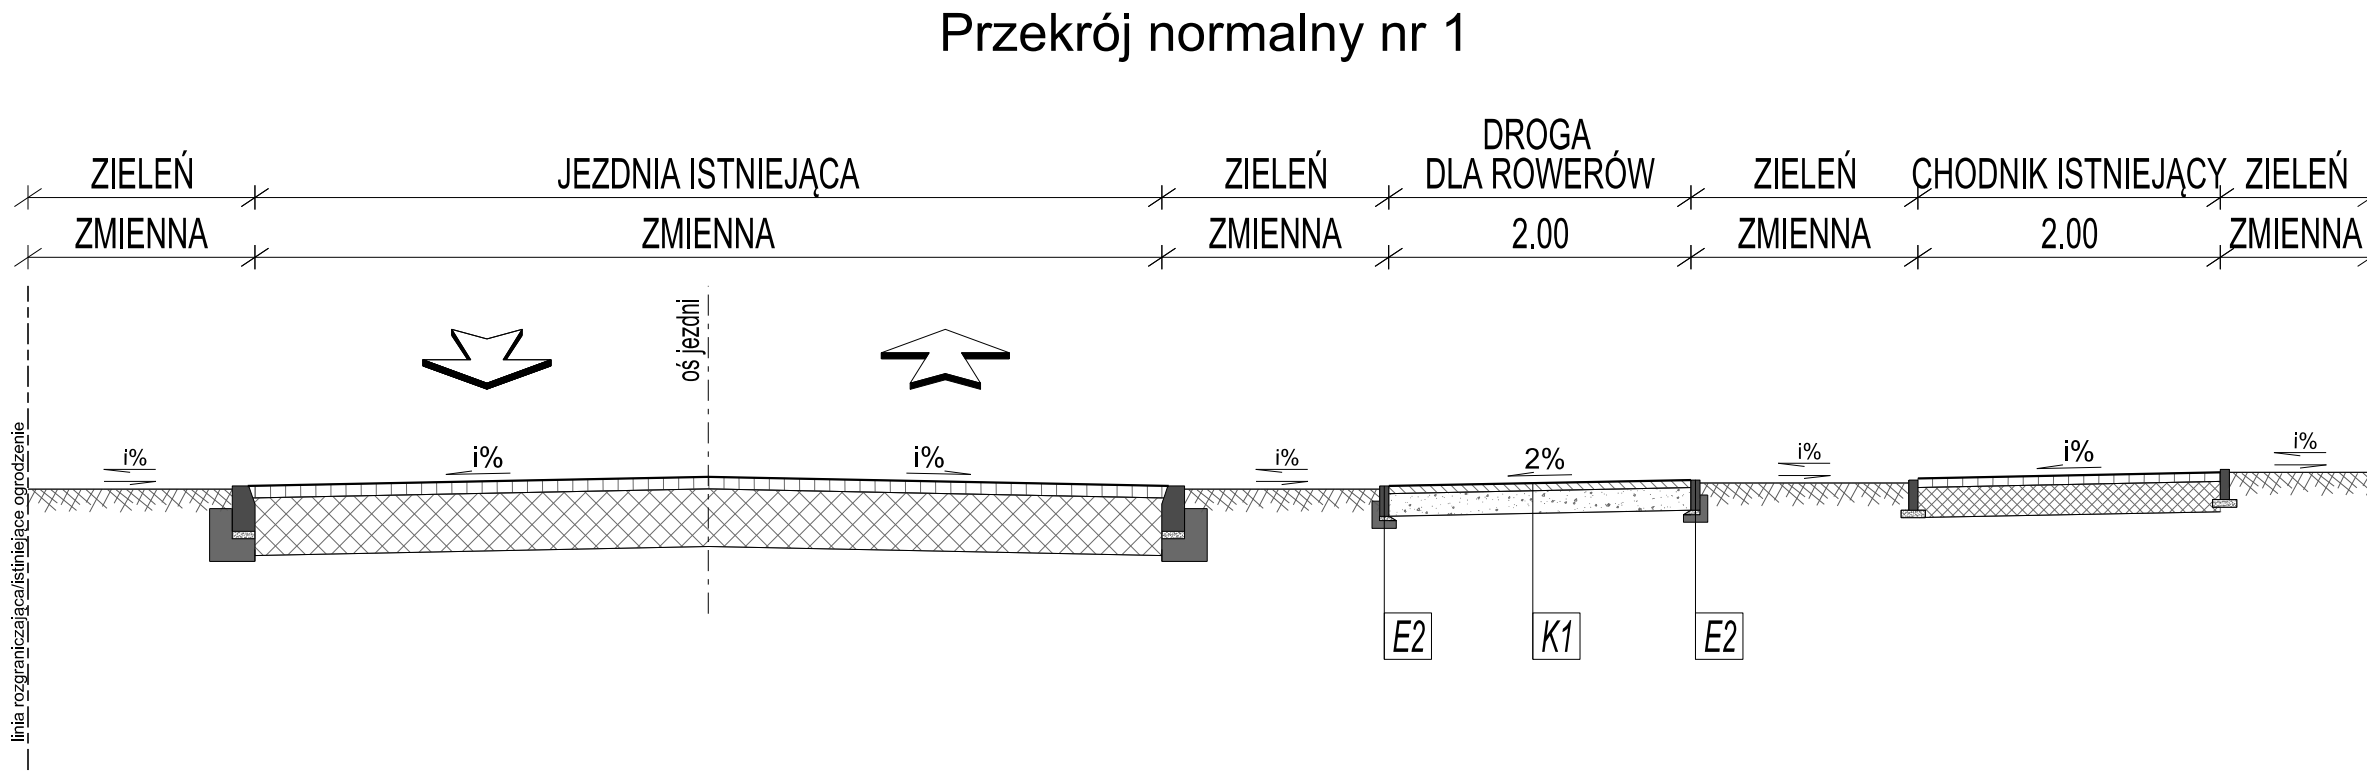 Przekrój normalny nr 1
DROGA
ZIELEŃ JEZDNIA ISTNIEJĄCA ZIELEŃ DLA ROWERÓW ZIELEŃ CHODNIK ISTNIEJĄCY ZIELEŃ
ZMIENNA ZMIENNA ZMIENNA 2.00 ZMIENNA 2.00 ZMIENNA
oś jezdni
i% i% i% i% 2% i% i% i%
linia rozgraniczająca/istiniejące ogrodzenie
E2 K1 E2